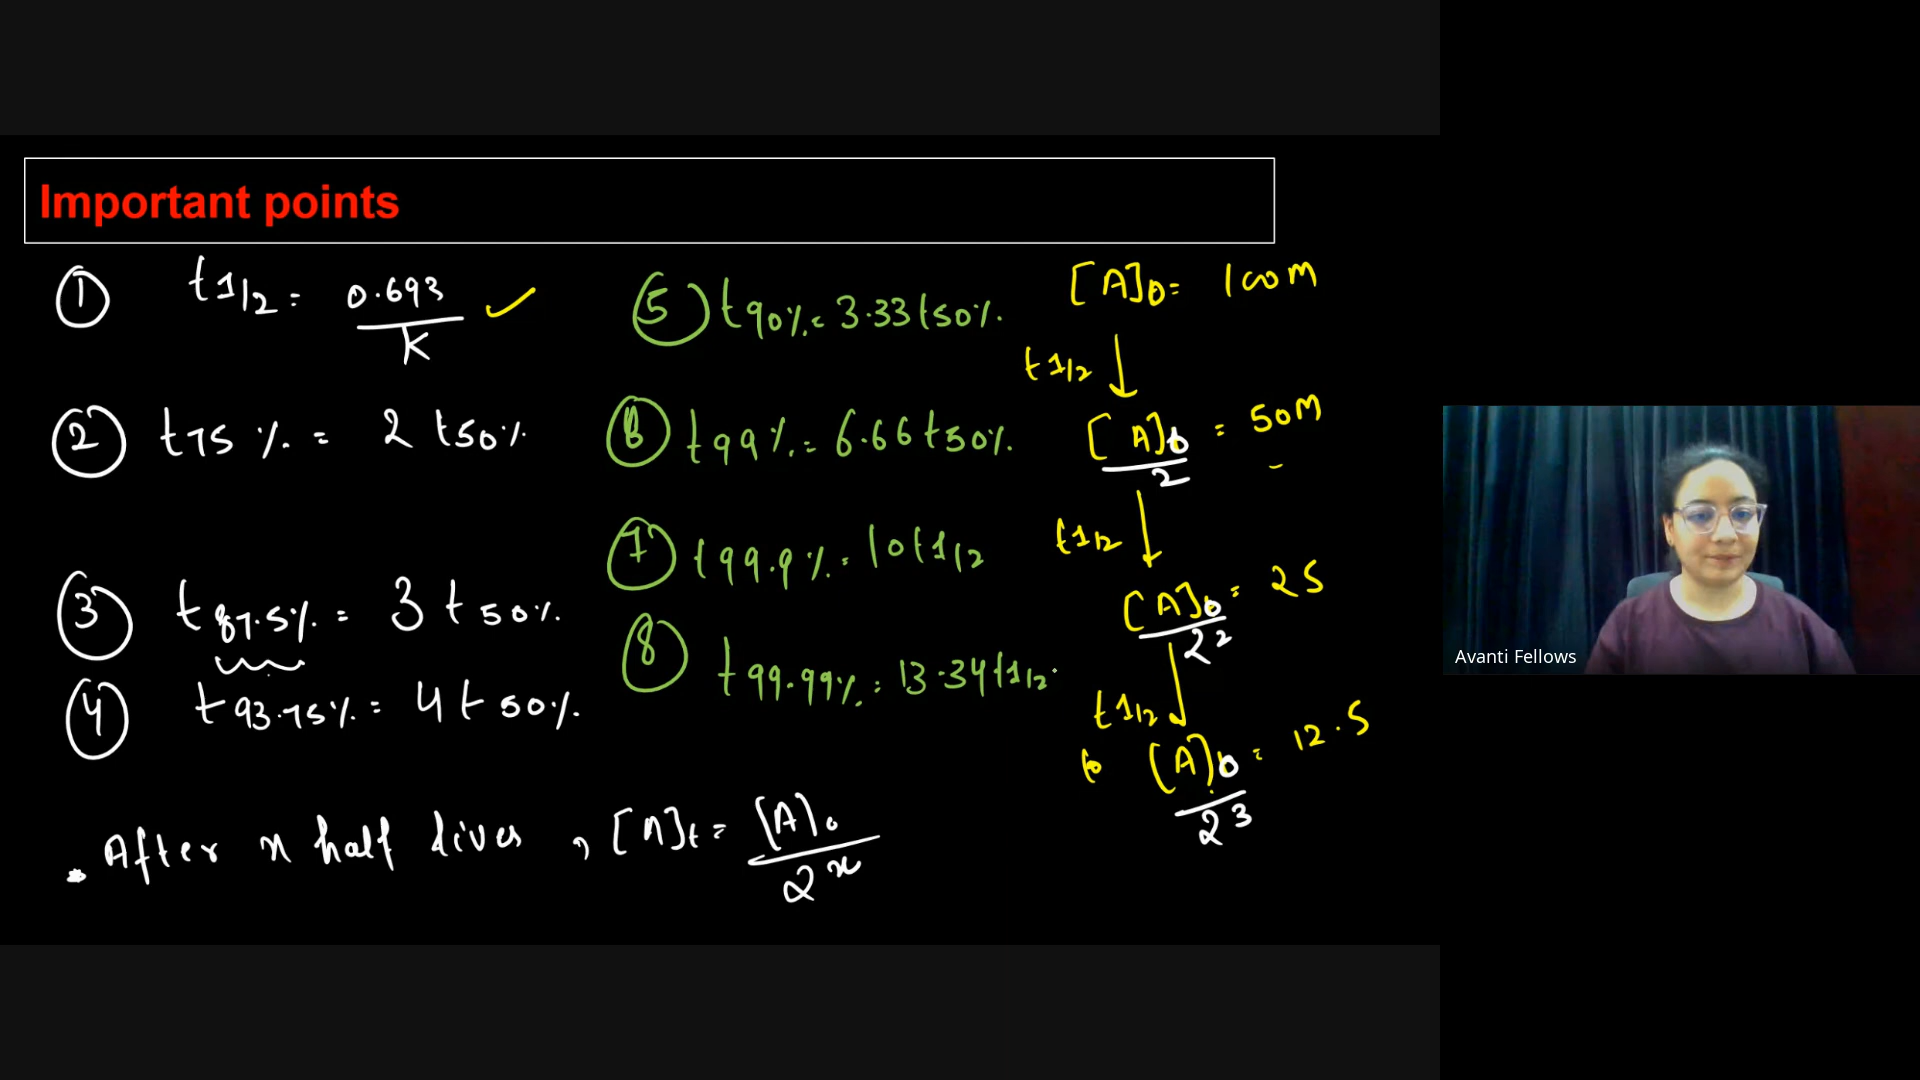 Important points
① t1/2 = 0.693/K ✓
② t75% = 2 t50%
③ t87.5% = 3 t50%
④ t93.75% = 4 t50%
• After n half lives, [A]t = [A]₀/2ⁿ
⑤ t90% = 3.33 t50%
⑥ t99% = 6.66 t50%
⑦ t99.9% = 10 t1/2
⑧ t99.99% = 13.34 t1/2
[A]₀ = 100M
t1/2 ↓
[A]₀/2 = 50M
t1/2 ↓
[A]₀/2² = 25
t1/2 ↓
[A]₀/2³ = 12.5
Avanti Fellows